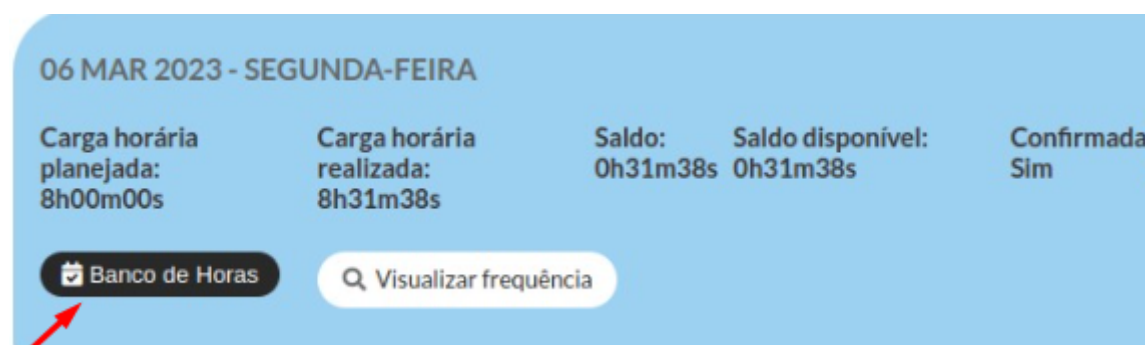 06 MAR 2023 - SEGUNDA-FEIRA
Carga horária
planejada:
8h00m00s
Carga horária
realizada:
8h31m38s
Saldo:
0h31m38s
Saldo disponível:
0h31m38s
Confirmada
Sim
Banco de Horas
Visualizar frequência